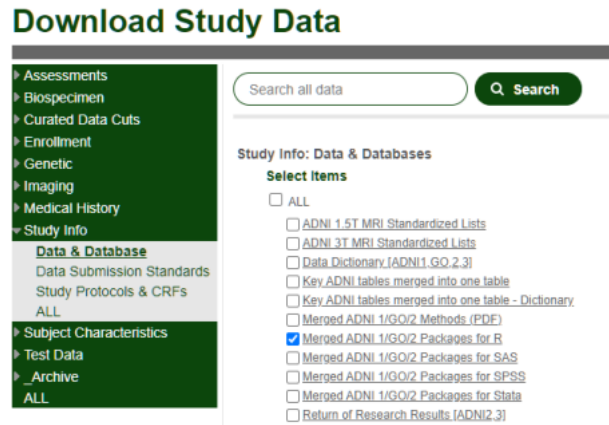 Download Study Data
Assessments
Biospecimen
Curated Data Cuts
Enrollment
Genetic
Imaging
Medical History
Study Info
Data & Database
Data Submission Standards
Study Protocols & CRFs
ALL
Subject Characteristics
Test Data
_Archive
ALL
Search all data
Search
Study Info: Data & Databases
Select Items
ALL
ADNI 1.5T MRI Standardized Lists
ADNI 3T MRI Standardized Lists
Data Dictionary [ADNI1,GO,2,3]
Key ADNI tables merged into one table
Key ADNI tables merged into one table - Dictionary
Merged ADNI 1/GO/2 Methods (PDF)
Merged ADNI 1/GO/2 Packages for R
Merged ADNI 1/GO/2 Packages for SAS
Merged ADNI 1/GO/2 Packages for SPSS
Merged ADNI 1/GO/2 Packages for Stata
Return of Research Results [ADNI2,3]